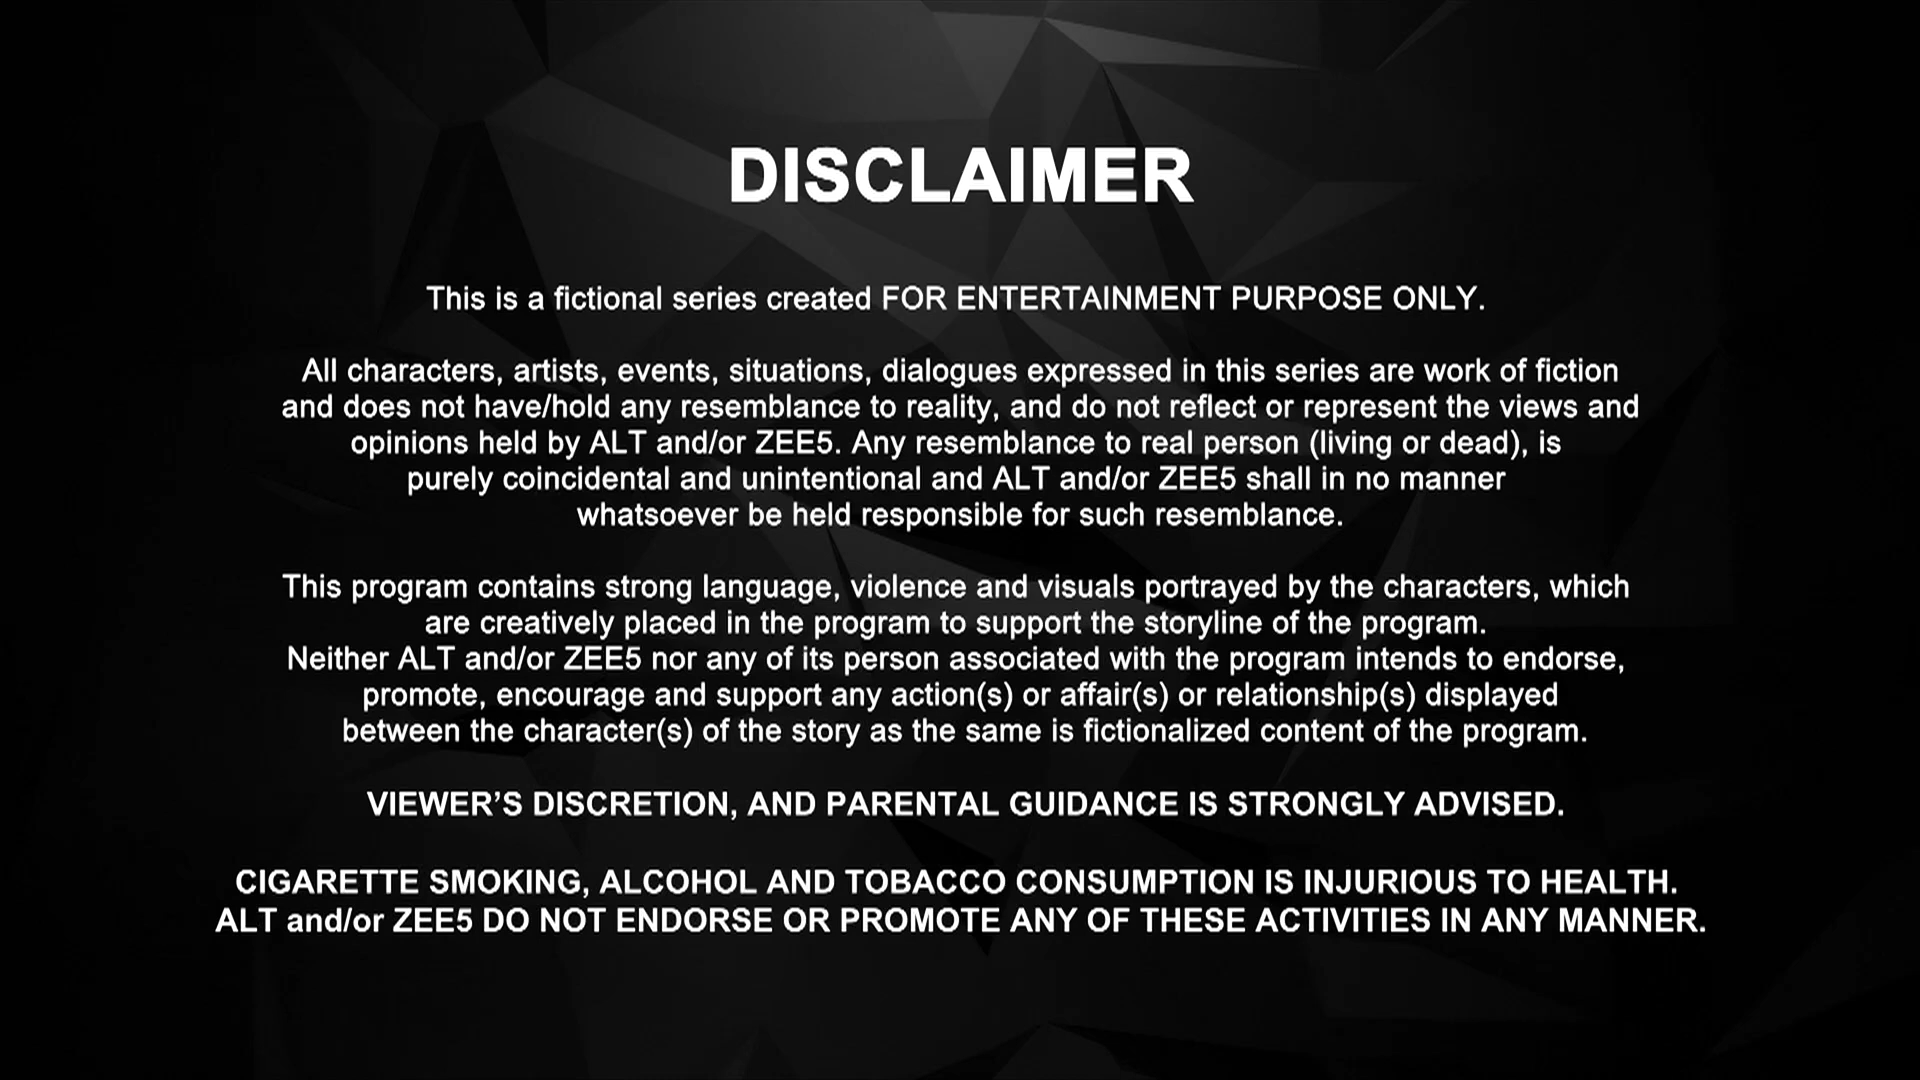 DISCLAIMER
This is a fictional series created FOR ENTERTAINMENT PURPOSE ONLY.
All characters, artists, events, situations, dialogues expressed in this series are work of fiction
and does not have/hold any resemblance to reality, and do not reflect or represent the views and
opinions held by ALT and/or ZEE5. Any resemblance to real person (living or dead), is
purely coincidental and unintentional and ALT and/or ZEE5 shall in no manner
whatsoever be held responsible for such resemblance.
This program contains strong language, violence and visuals portrayed by the characters, which
are creatively placed in the program to support the storyline of the program.
Neither ALT and/or ZEE5 nor any of its person associated with the program intends to endorse,
promote, encourage and support any action(s) or affair(s) or relationship(s) displayed
between the character(s) of the story as the same is fictionalized content of the program.
VIEWER’S DISCRETION, AND PARENTAL GUIDANCE IS STRONGLY ADVISED.
CIGARETTE SMOKING, ALCOHOL AND TOBACCO CONSUMPTION IS INJURIOUS TO HEALTH.
ALT and/or ZEE5 DO NOT ENDORSE OR PROMOTE ANY OF THESE ACTIVITIES IN ANY MANNER.